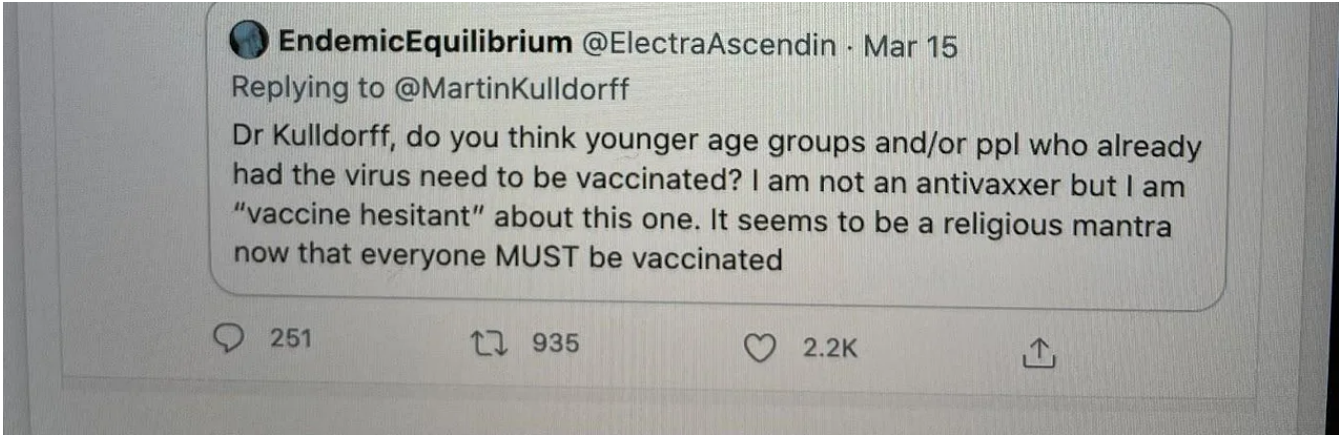 EndemicEquilibrium @ElectraAscendin · Mar 15
Replying to @MartinKulldorff
Dr Kulldorff, do you think younger age groups and/or ppl who already
had the virus need to be vaccinated? I am not an antivaxxer but I am
“vaccine hesitant” about this one. It seems to be a religious mantra
now that everyone MUST be vaccinated
251 935 2.2K